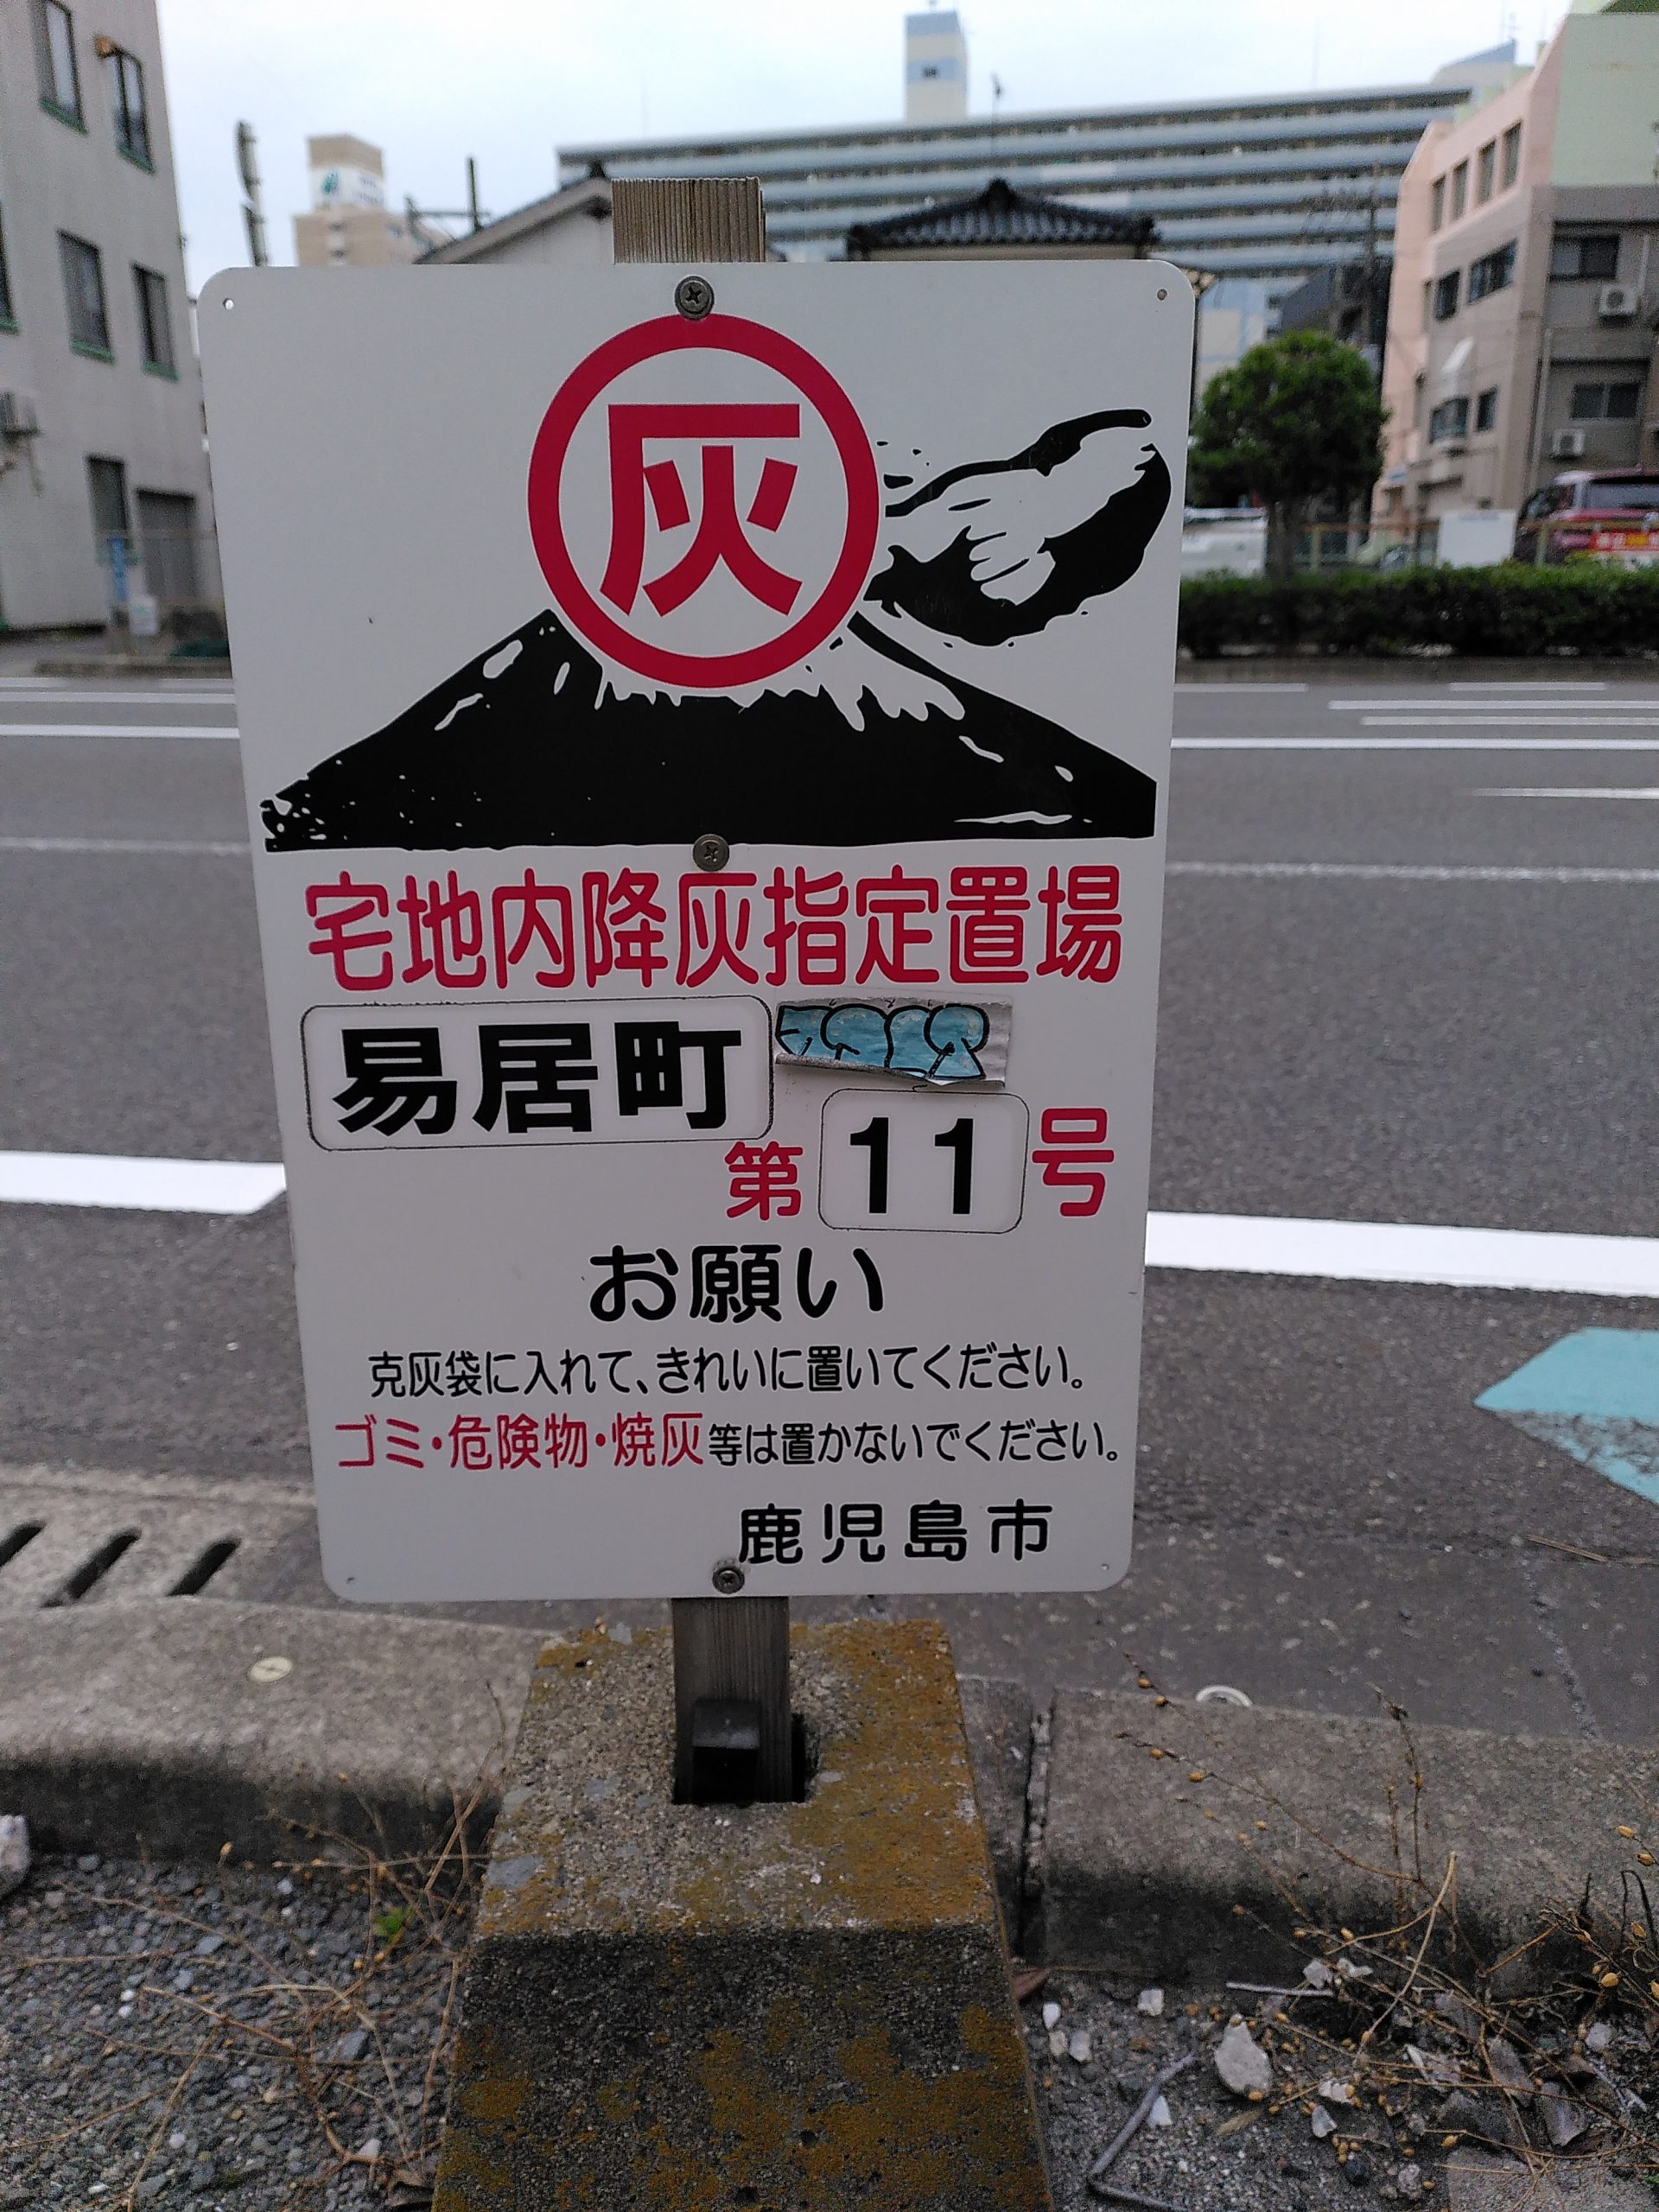 灰
宅地内降灰指定置場
易居町
第 11 号
お願い
克灰袋に入れて、きれいに置いてください。
ゴミ・危険物・焼灰等は置かないでください。
鹿児島市